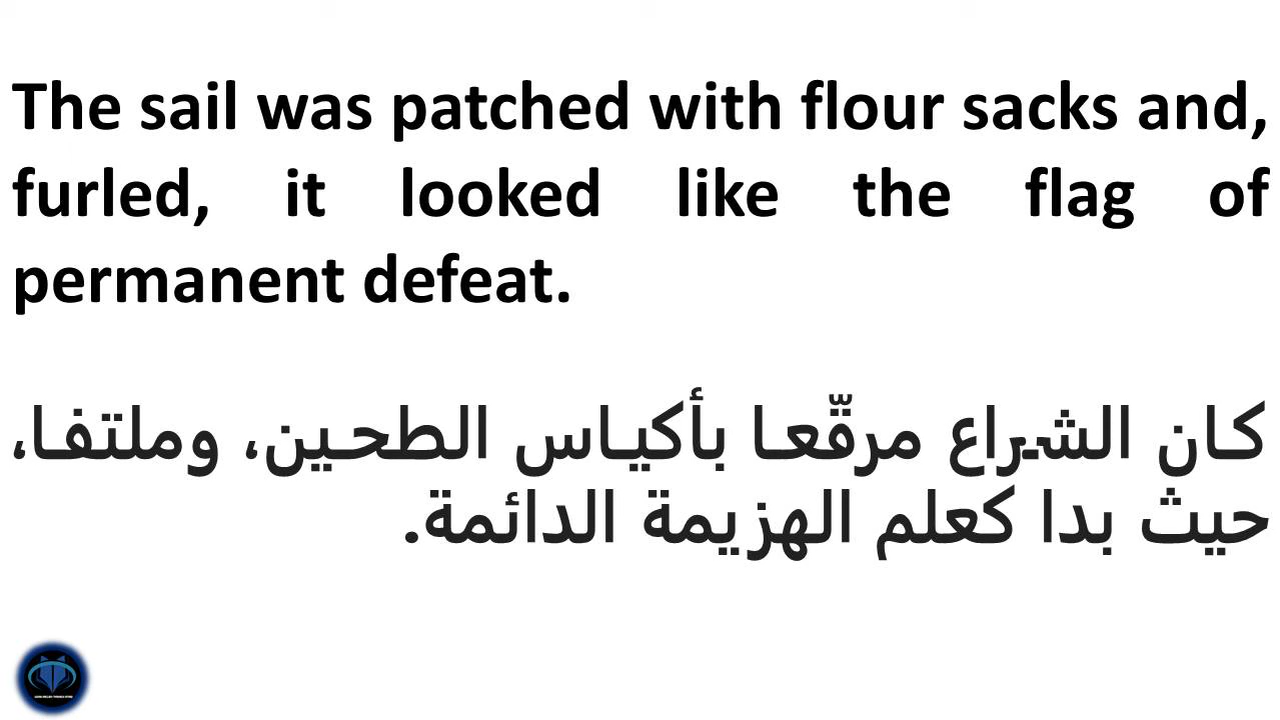 The sail was patched with flour sacks and,
furled, it looked like the flag of
permanent defeat.
كان الشراع مرقّعا بأكياس الطحين، وملتفا،
حيث بدا كعلم الهزيمة الدائمة.